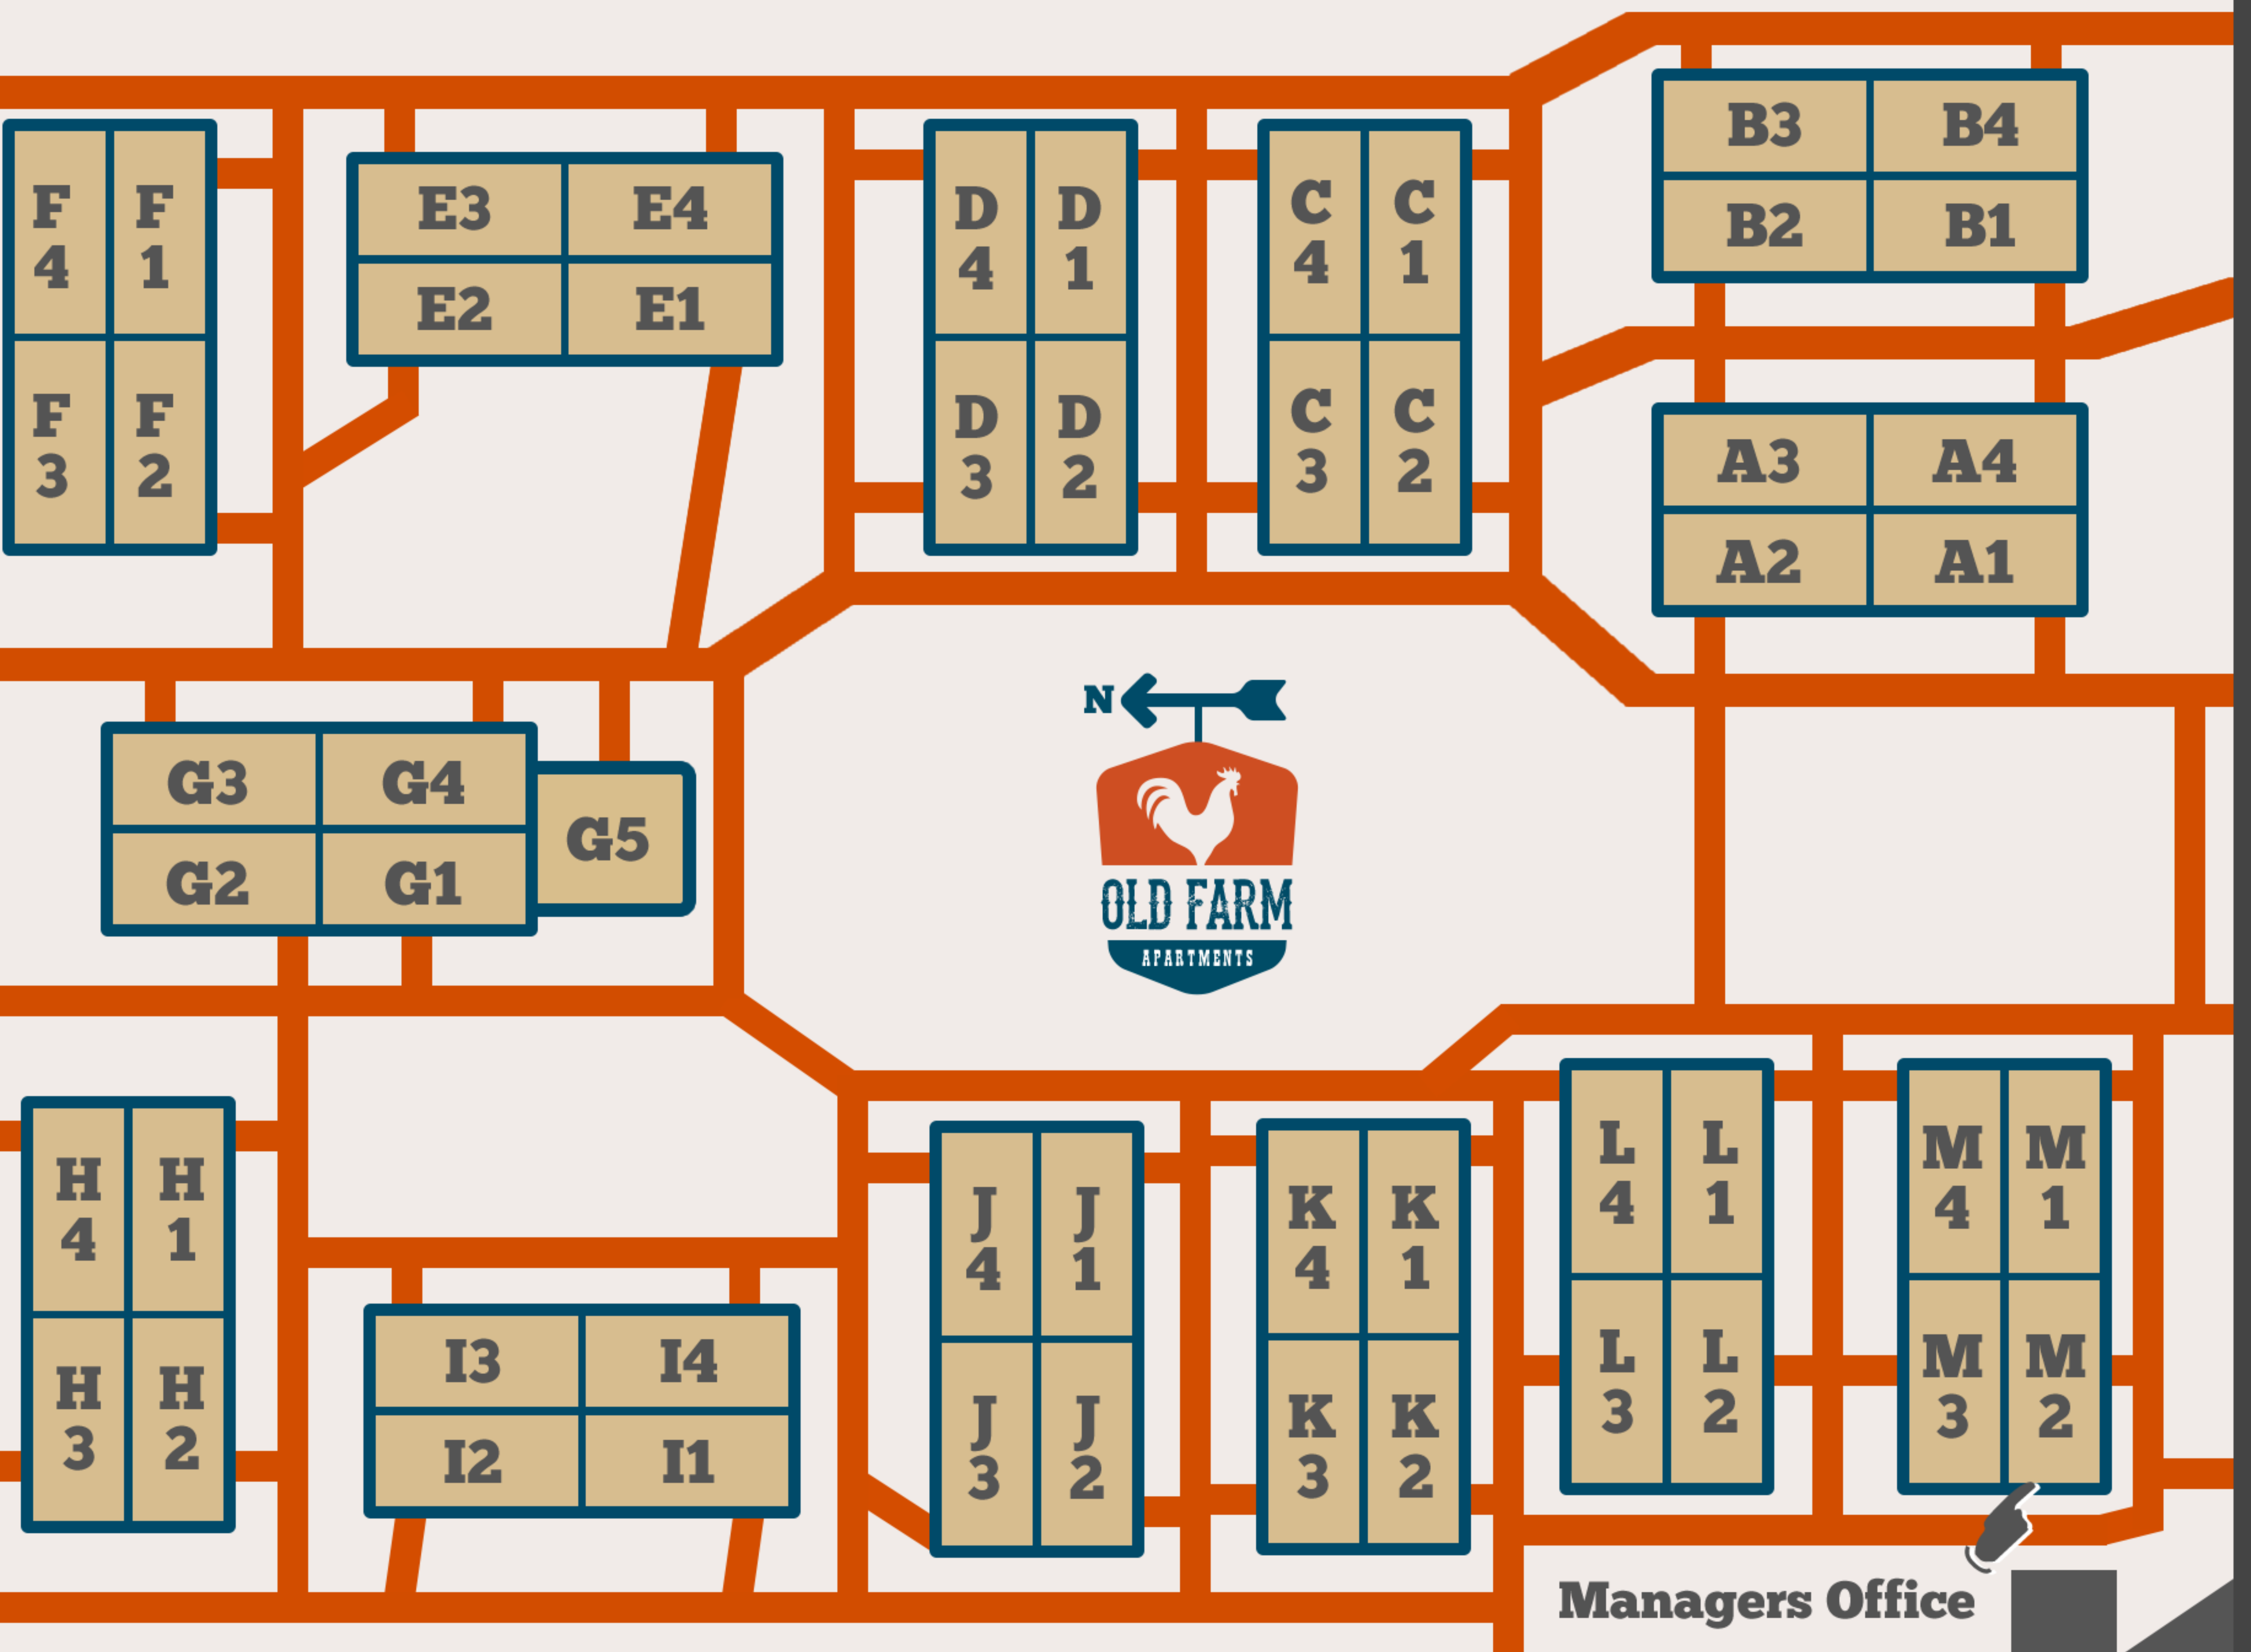 B3 B4
B2 B1
F 4
F 1
F 3
F 2
E3 E4
E2 E1
D 4
D 1
D 3
D 2
C 4
C 1
C 3
C 2
A3 A4
A2 A1
N
OLD FARM
APARTMENTS
G3 G4
G2 G1
G5
H 4
H 1
H 3
H 2
I3 I4
I2 I1
J 4
J 1
J 3
J 2
K 4
K 1
K 3
K 2
L 4
L 1
L 3
L 2
M 4
M 1
M 3
M 2
Managers Office